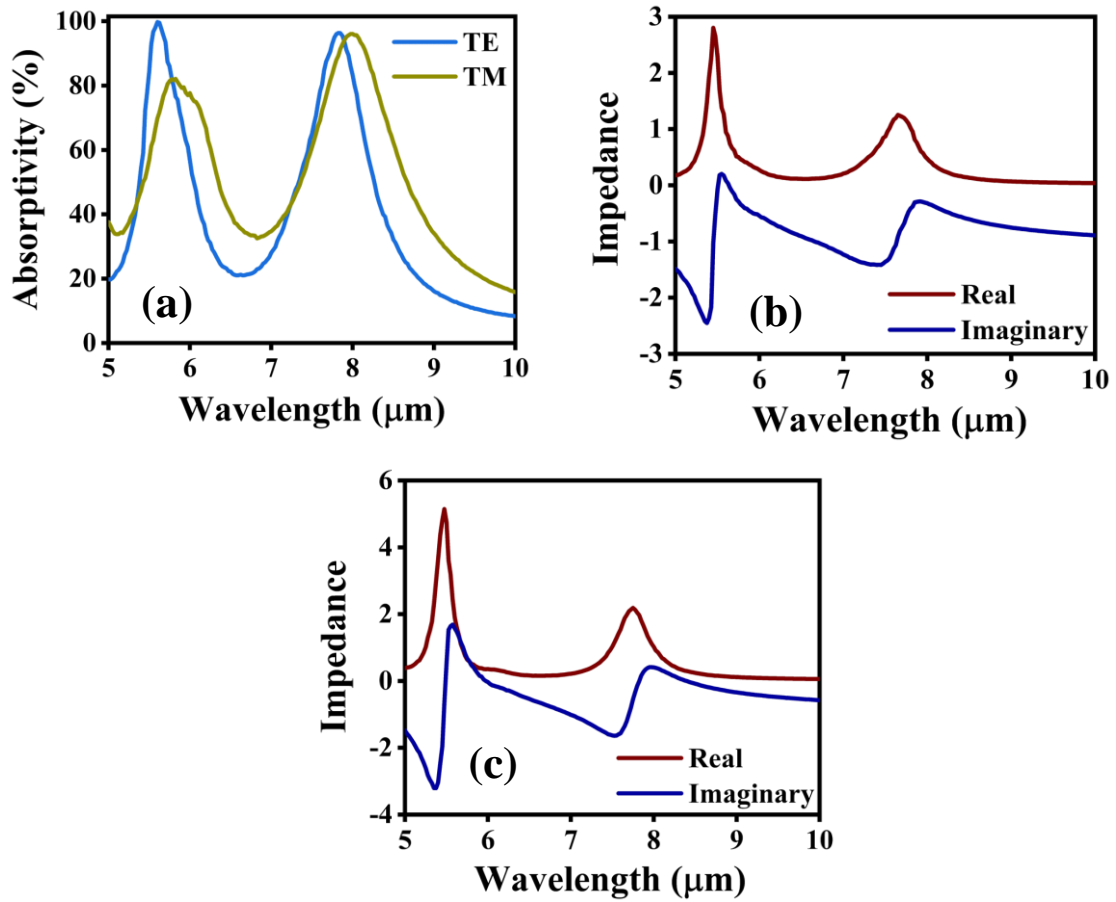 100
80
60
40
20
0
Absorptivity (%)
TE
TM
(a)
5 6 7 8 9 10
Wavelength (μm)
3
2
1
0
-1
-2
-3
Impedance
Real
Imaginary
(b)
5 6 7 8 9 10
Wavelength (μm)
6
4
2
0
-2
-4
Impedance
Real
Imaginary
(c)
5 6 7 8 9 10
Wavelength (μm)